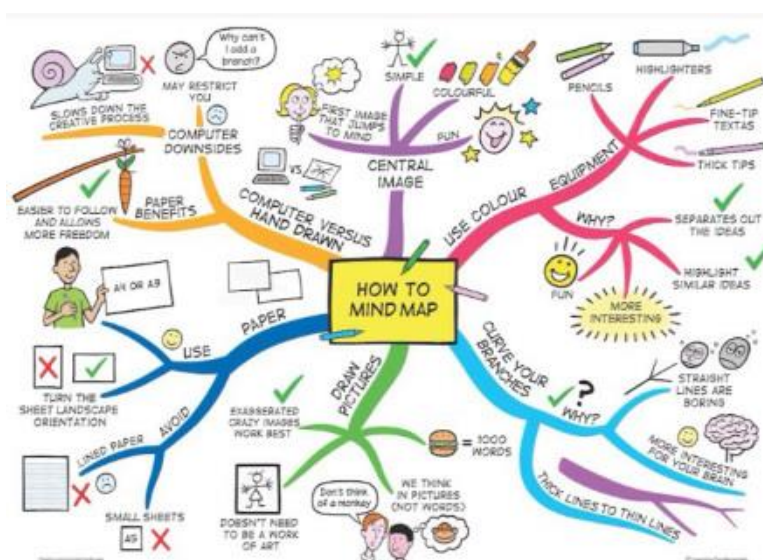 HOW TO
MIND MAP
CENTRAL
IMAGE
FIRST IMAGE
THAT JUMPS
TO MIND
SIMPLE
COLOURFUL
FUN
USE COLOUR
EQUIPMENT
PENCILS
HIGHLIGHTERS
FINE-TIP
TEXTAS
THICK TIPS
WHY?
SEPARATES OUT
THE IDEAS
HIGHLIGHT
SIMILAR IDEAS
MORE
INTERESTING
FUN
CURVE YOUR
BRANCHES
?
WHY?
STRAIGHT
LINES ARE
BORING
MORE INTERESTING
FOR YOUR BRAIN
THICK LINES TO THIN LINES
DRAW
PICTURES
= 1000
WORDS
WE THINK
IN PICTURES
(NOT WORDS)
Don't think
of a monkey
DOESN'T NEED
TO BE A WORK
OF ART
EXAGGERATED
CRAZY IMAGES
WORK BEST
PAPER
USE
A4 OR A3
TURN THE
SHEET LANDSCAPE
ORIENTATION
AVOID
LINED PAPER
SMALL SHEETS
A5
COMPUTER VERSUS
HAND DRAWN
VS
PAPER
BENEFITS
EASIER TO FOLLOW
AND ALLOWS
MORE FREEDOM
COMPUTER
DOWNSIDES
SLOWS DOWN THE
CREATIVE PROCESS
MAY RESTRICT
YOU
Why can't
I add a
branch?